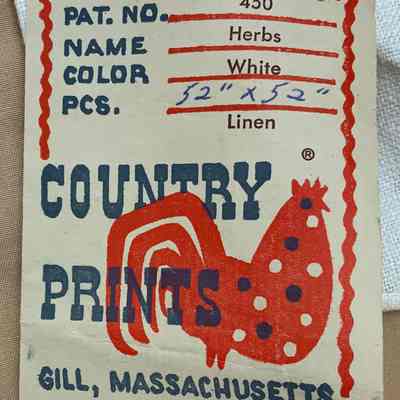 PAT. NO. 450
NAME Herbs
COLOR White
PCS. 52" x 52"
Linen
®
COUNTRY
PRINTS
GILL, MASSACHUSETTS